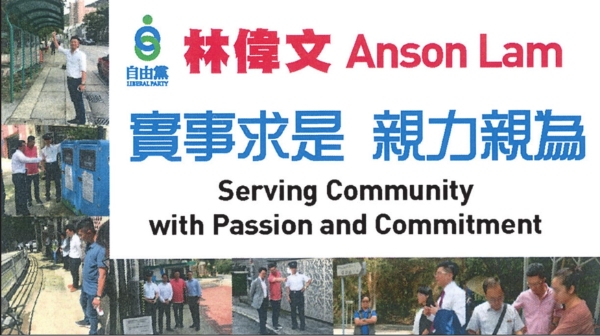 林偉文 Anson Lam
自由黨
LIBERAL PARTY
實事求是 親力親為
Serving Community
with Passion and Commitment